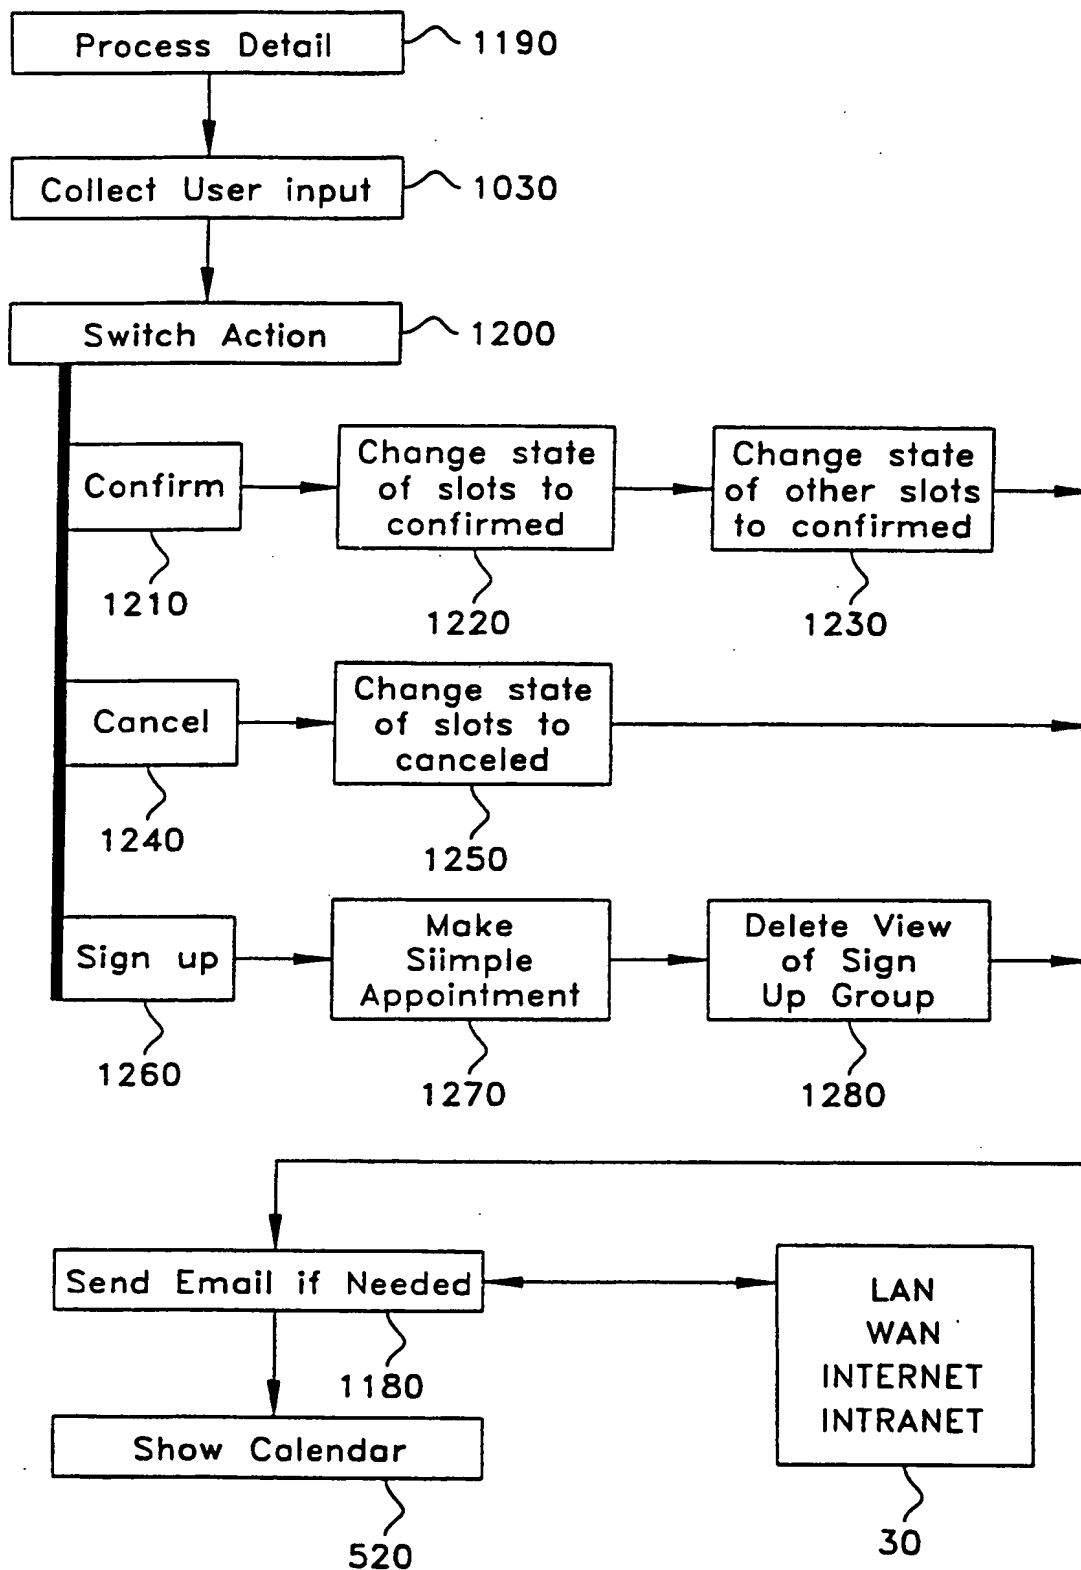 Process Detail
1190
Collect User input
1030
Switch Action
1200
Confirm
1210
Change state
of slots to
confirmed
1220
Change state
of other slots
to confirmed
1230
Cancel
1240
Change state
of slots to
canceled
1250
Sign up
1260
Make
Siimple
Appointment
1270
Delete View
of Sign
Up Group
1280
Send Email if Needed
1180
LAN
WAN
INTERNET
INTRANET
30
Show Calendar
520